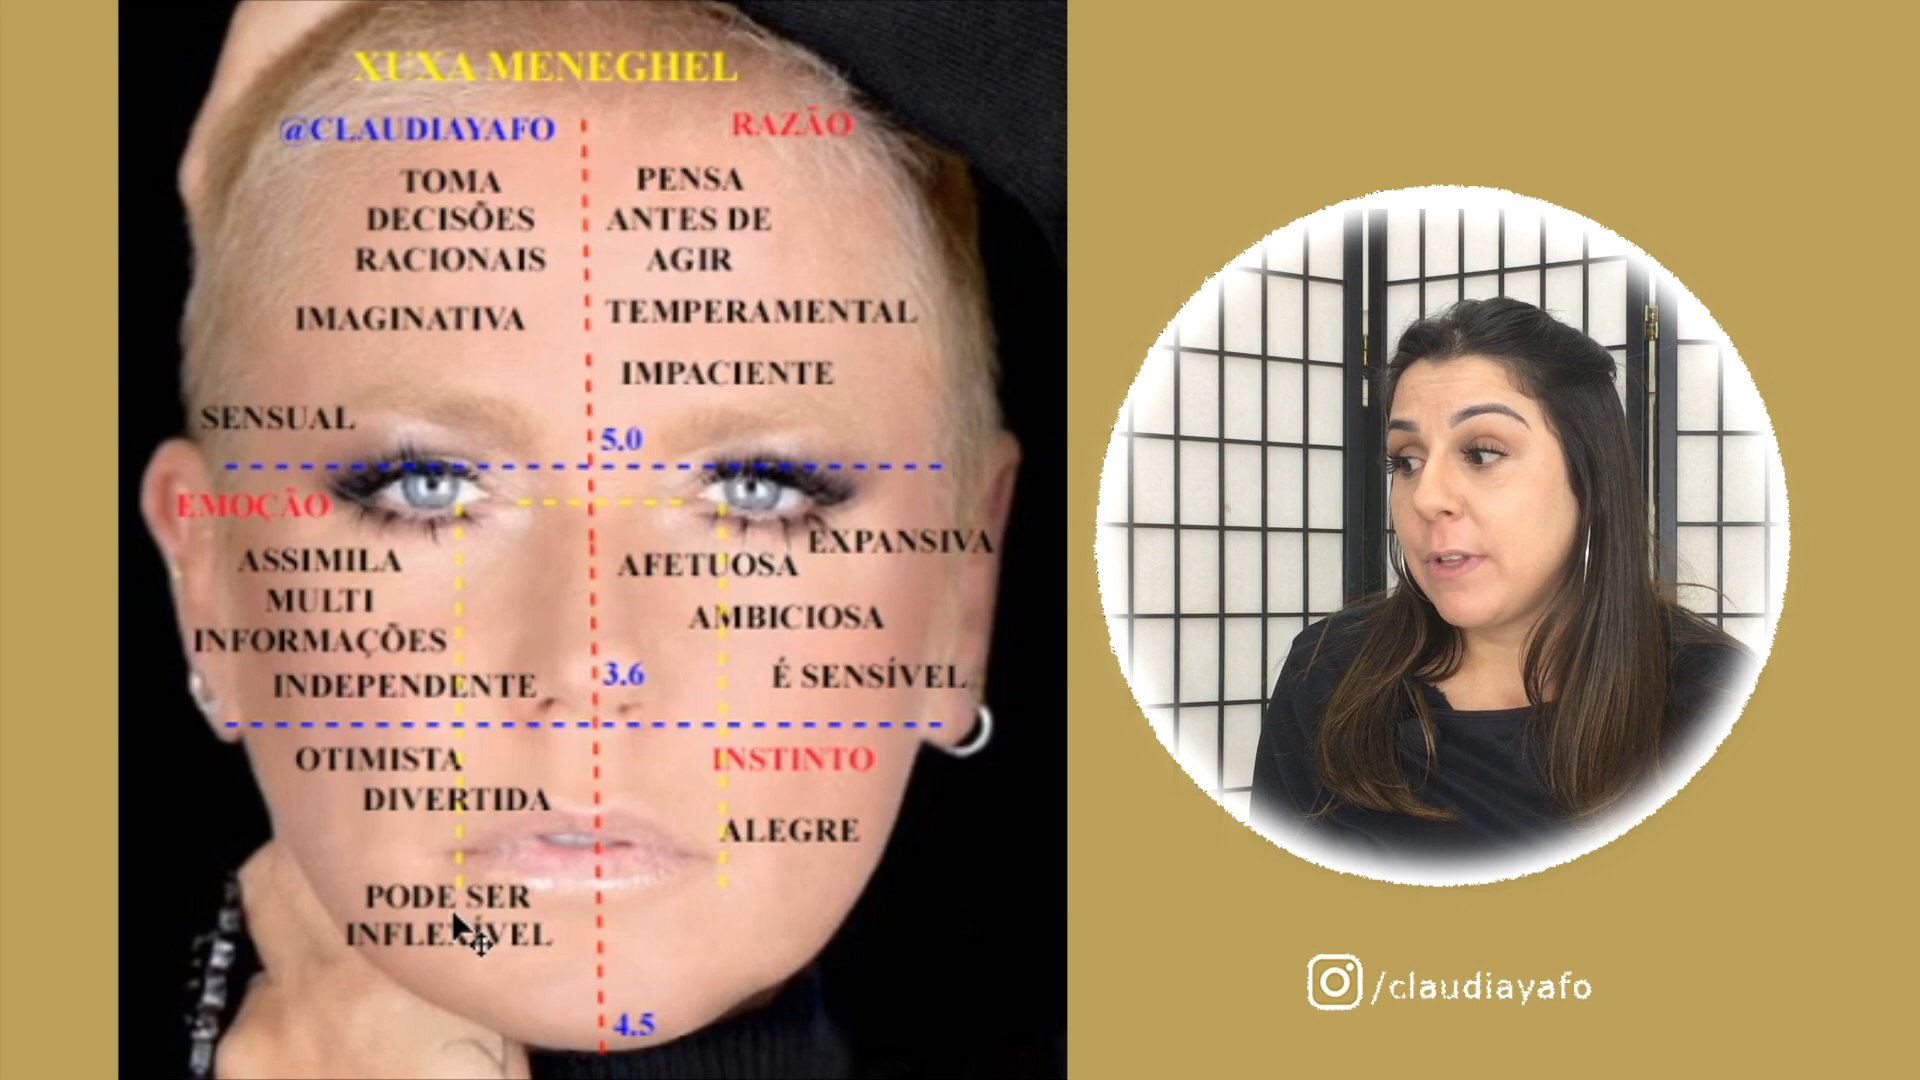 XUXA MENEGHEL
@CLAUDIAYAFO
RAZÃO
TOMA
DECISÕES
RACIONAIS
PENSA
ANTES DE
AGIR
IMAGINATIVA
TEMPERAMENTAL
IMPACIENTE
SENSUAL
5.0
EMOÇÃO
ASSIMILA
MULTI
INFORMAÇÕES
INDEPENDENTE
EXPANSIVA
AFETUOSA
AMBICIOSA
3.6
É SENSÍVEL
OTIMISTA
DIVERTIDA
INSTINTO
ALEGRE
PODE SER
INFLEXÍVEL
4.5
/claudiayafo